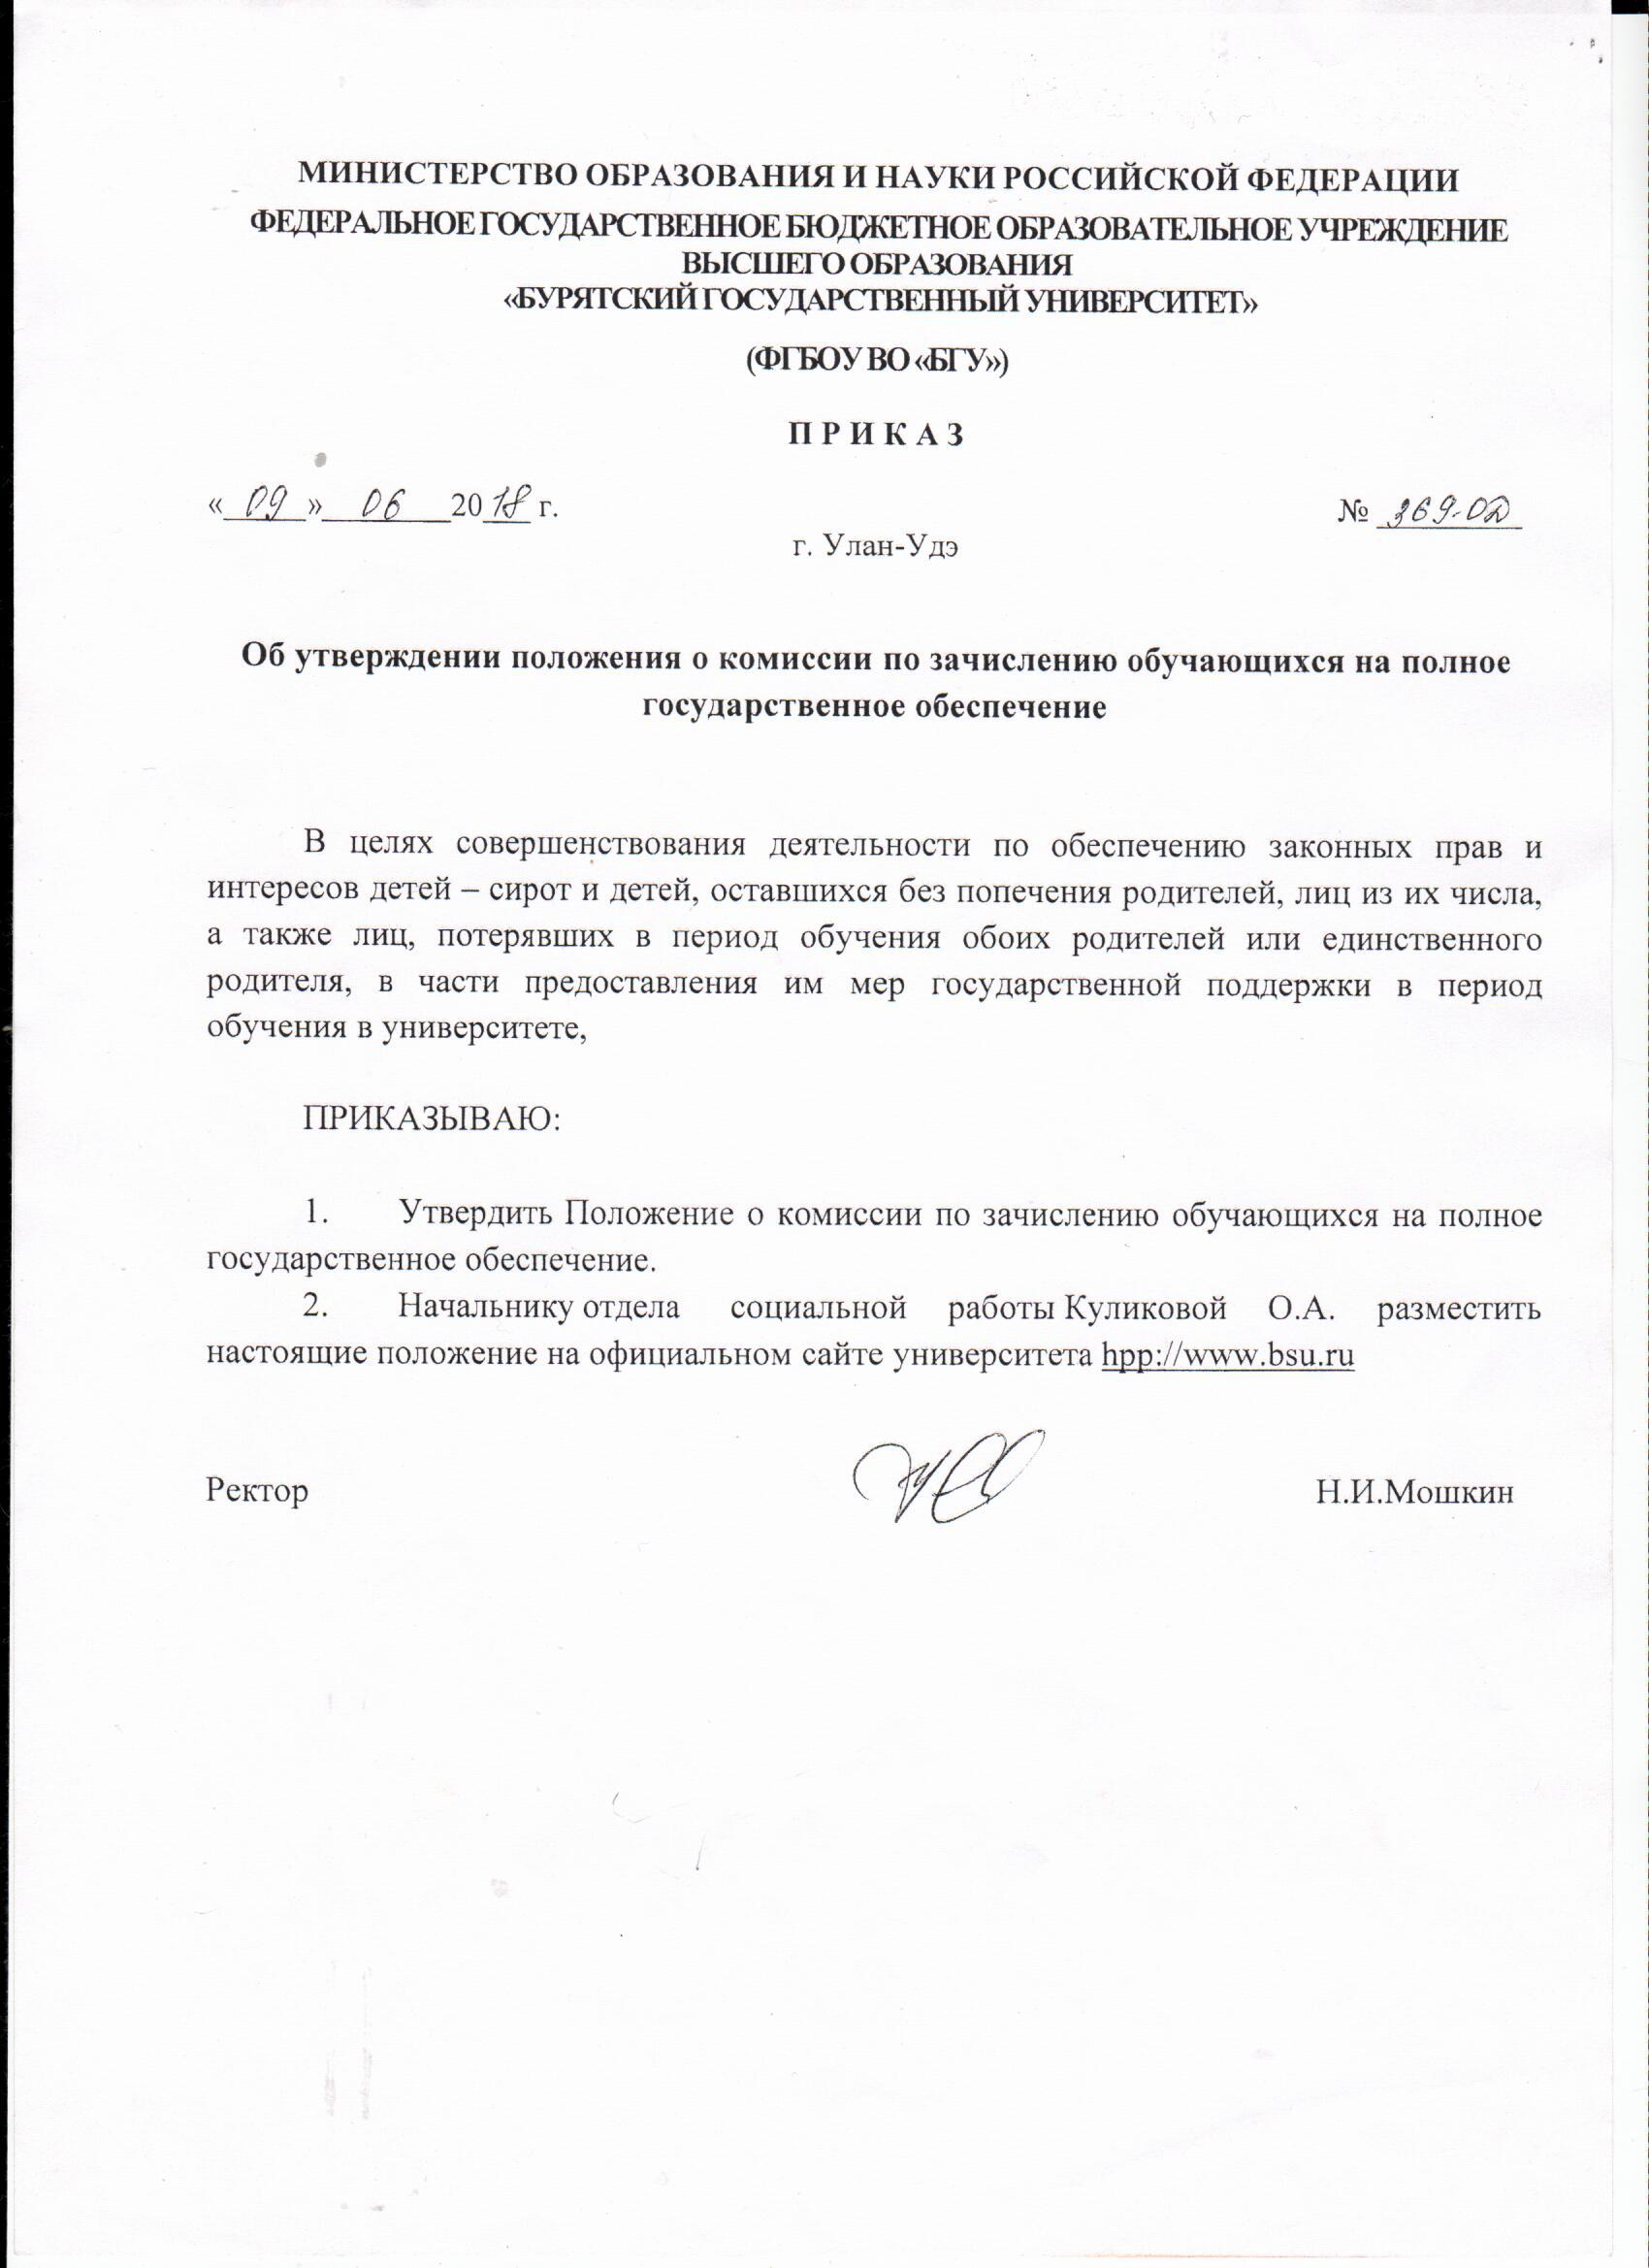 МИНИСТЕРСТВО ОБРАЗОВАНИЯ И НАУКИ РОССИЙСКОЙ ФЕДЕРАЦИИ
ФЕДЕРАЛЬНОЕ ГОСУДАРСТВЕННОЕ БЮДЖЕТНОЕ ОБРАЗОВАТЕЛЬНОЕ УЧРЕЖДЕНИЕ
ВЫСШЕГО ОБРАЗОВАНИЯ
«БУРЯТСКИЙ ГОСУДАРСТВЕННЫЙ УНИВЕРСИТЕТ»
(ФГБОУ ВО «БГУ»)
П Р И К А З
« 09 » 06 2018 г. № 369-ОД
г. Улан-Удэ
Об утверждении положения о комиссии по зачислению обучающихся на полное
государственное обеспечение
В целях совершенствования деятельности по обеспечению законных прав и
интересов детей – сирот и детей, оставшихся без попечения родителей, лиц из их числа,
а также лиц, потерявших в период обучения обоих родителей или единственного
родителя, в части предоставления им мер государственной поддержки в период
обучения в университете,
ПРИКАЗЫВАЮ:
1. Утвердить Положение о комиссии по зачислению обучающихся на полное
государственное обеспечение.
2. Начальнику отдела социальной работы Куликовой О.А. разместить
настоящие положение на официальном сайте университета hpp://www.bsu.ru
Ректор Н.И.Мошкин